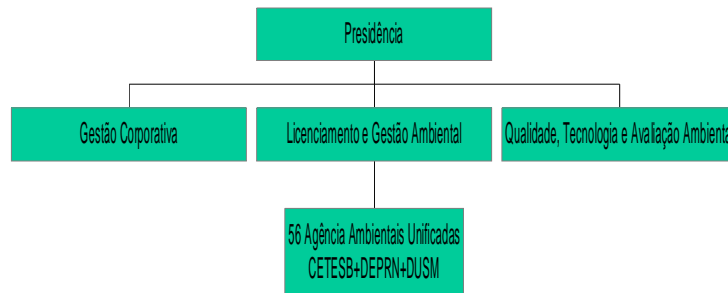 Presidência
Gestão Corporativa
Licenciamento e Gestão Ambiental
Qualidade, Tecnologia e Avaliação Ambienta
56 Agência Ambientais Unificadas
CETESB+DEPRN+DUSM